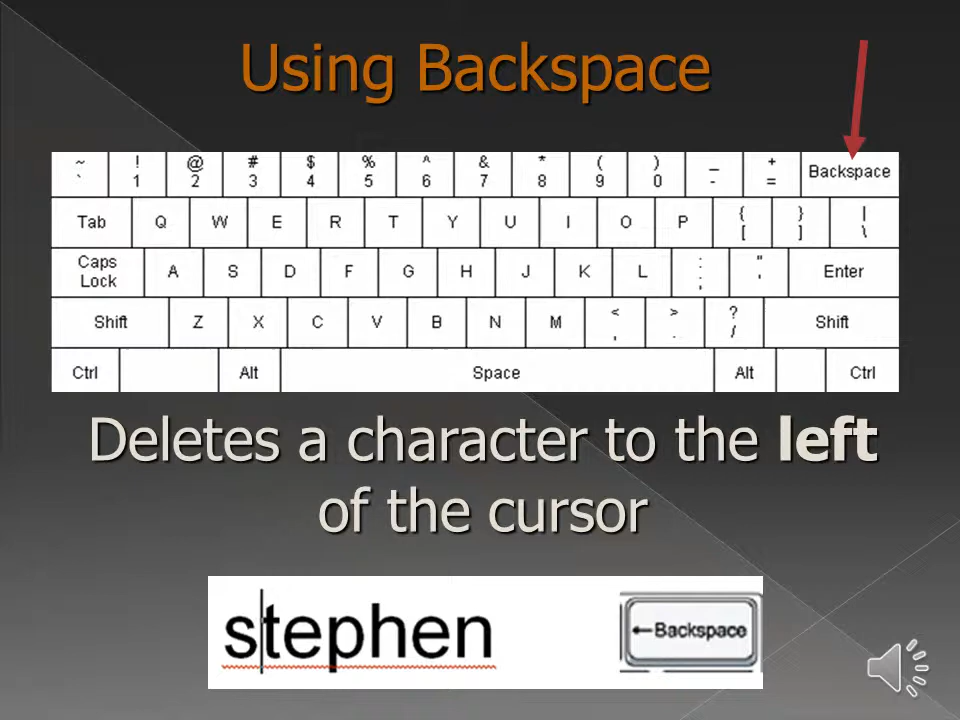 Using Backspace
~ ! @ # $ % ^ & * ( ) _ + Backspace
` 1 2 3 4 5 6 7 8 9 0 - =
Tab Q W E R T Y U I O P { } |
[ ] \
Caps Lock A S D F G H J K L : " Enter
; '
Shift Z X C V B N M < > ? Shift
, . /
Ctrl Alt Space Alt Ctrl
Deletes a character to the left
of the cursor
stephen ←Backspace